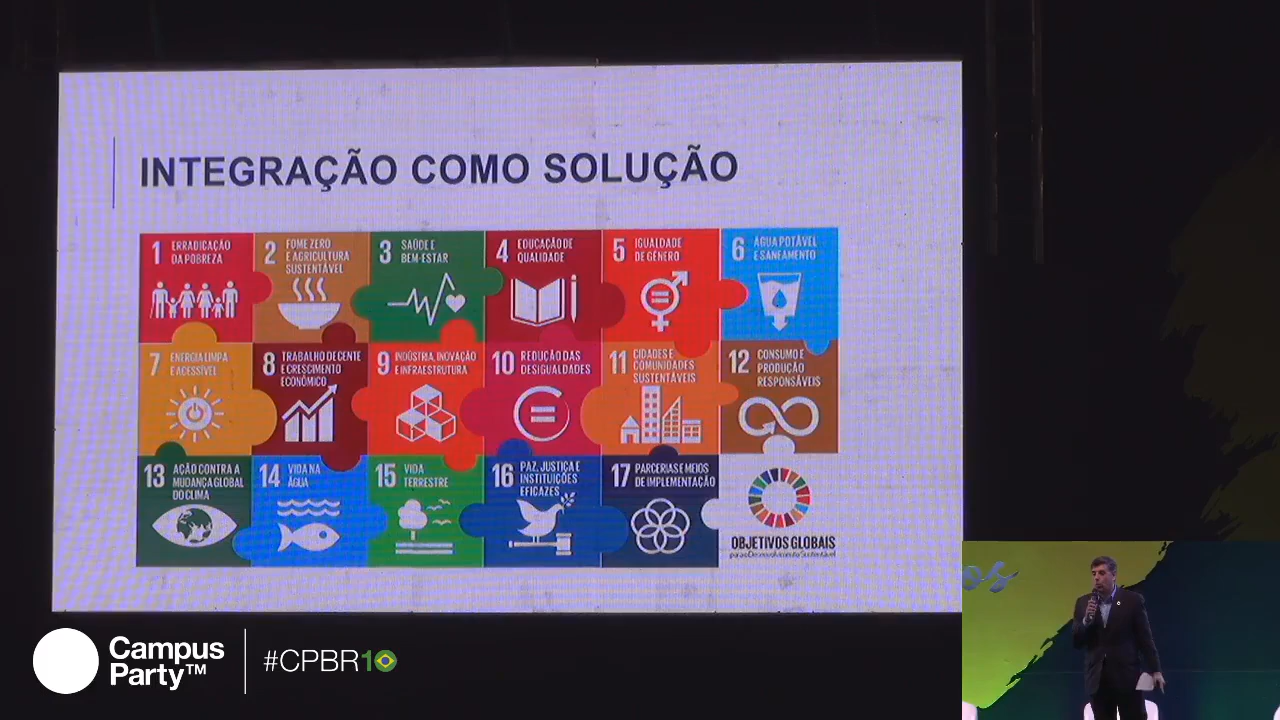 INTEGRAÇÃO COMO SOLUÇÃO
1 ERRADICAÇÃO
DA POBREZA
2 FOME ZERO
E AGRICULTURA
SUSTENTÁVEL
3 SAÚDE E
BEM-ESTAR
4 EDUCAÇÃO DE
QUALIDADE
5 IGUALDADE
DE GÊNERO
6 ÁGUA POTÁVEL
E SANEAMENTO
7 ENERGIA LIMPA
E ACESSÍVEL
8 TRABALHO DECENTE
E CRESCIMENTO
ECONÔMICO
9 INDÚSTRIA, INOVAÇÃO
E INFRAESTRUTURA
10 REDUÇÃO DAS
DESIGUALDADES
11 CIDADES E
COMUNIDADES
SUSTENTÁVEIS
12 CONSUMO E
PRODUÇÃO
RESPONSÁVEIS
13 AÇÃO CONTRA A
MUDANÇA GLOBAL
DO CLIMA
14 VIDA NA
ÁGUA
15 VIDA
TERRESTRE
16 PAZ, JUSTIÇA E
INSTITUIÇÕES
EFICAZES
17 PARCERIAS E MEIOS
DE IMPLEMENTAÇÃO
OBJETIVOS GLOBAIS
para o Desenvolvimento Sustentável
os
Campus
Party™
#CPBR10